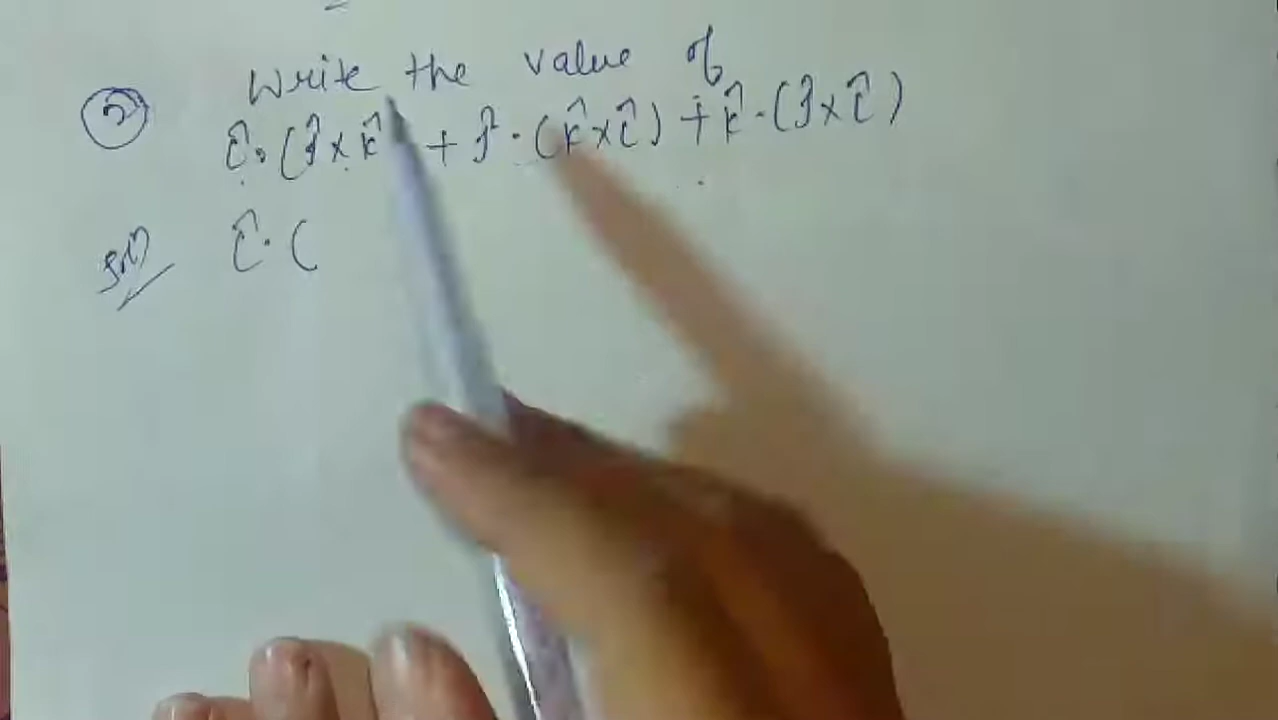 ② Write the value of
î·(ĵ×k̂ + ĵ·(k̂×î) + k̂·(ĵ×î)
Sol) î·(